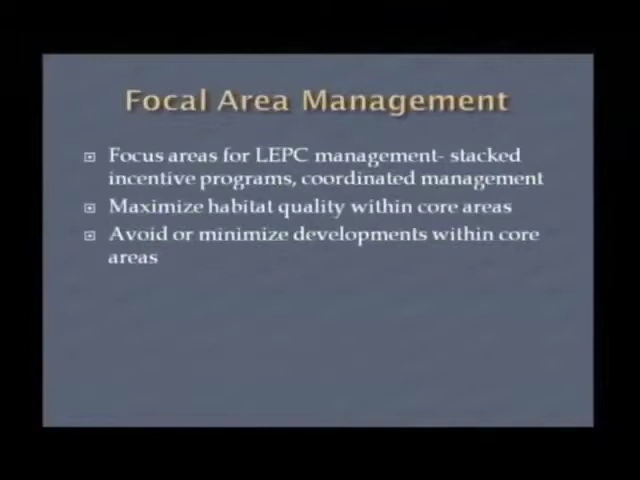 Focal Area Management
Focus areas for LEPC management- stacked
incentive programs, coordinated management
Maximize habitat quality within core areas
Avoid or minimize developments within core
areas